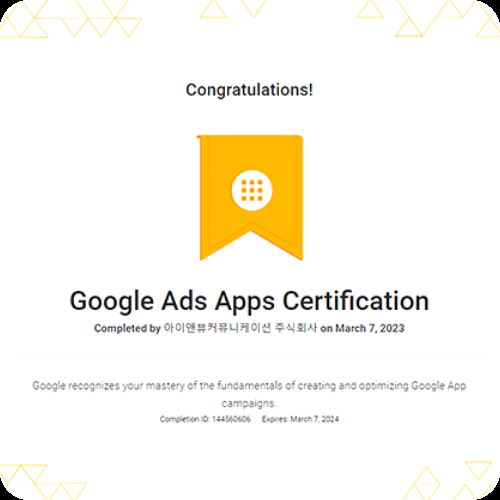 Congratulations!
Google Ads Apps Certification
Completed by 아이앤뷰커뮤니케이션 주식회사 on March 7, 2023
Google recognizes your mastery of the fundamentals of creating and optimizing Google App
campaigns.
Completion ID: 144560606 Expires: March 7, 2024